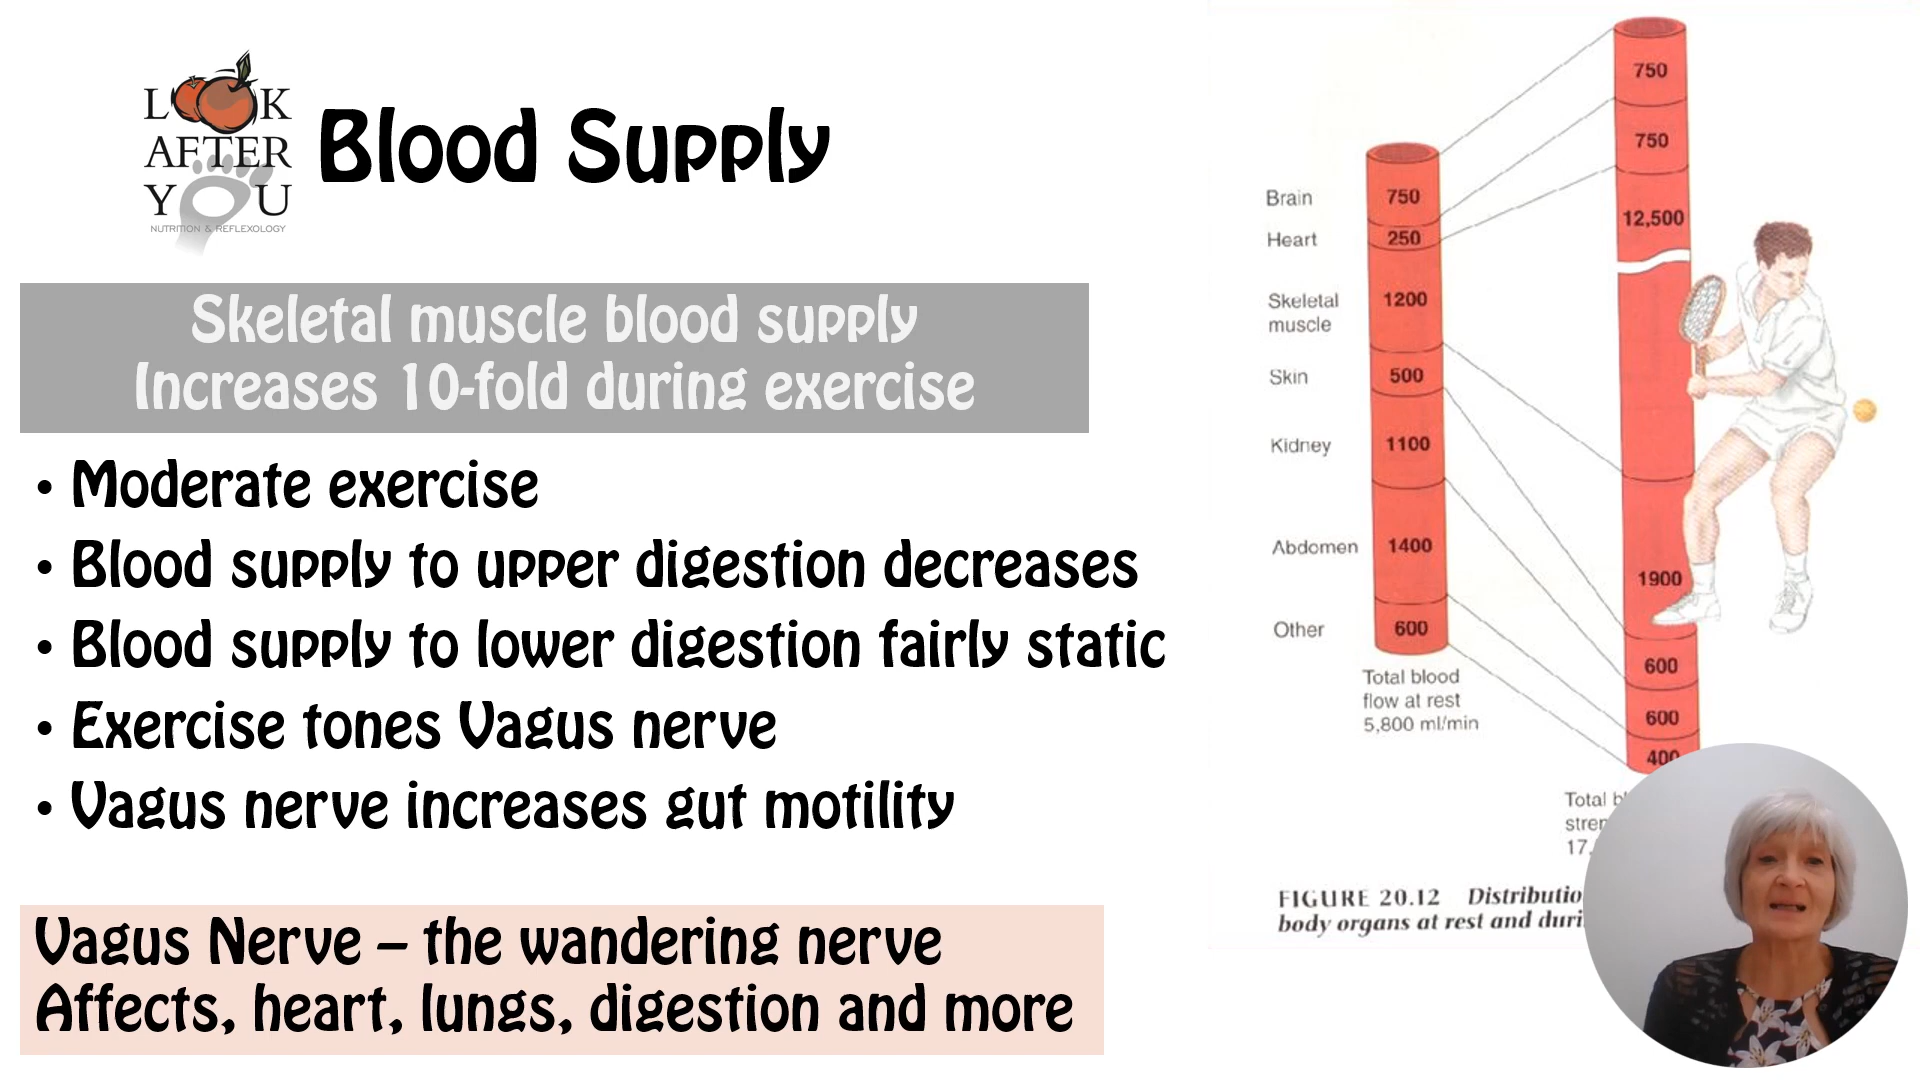 LOOK
AFTER
YOU
NUTRITION & REFLEXOLOGY
Blood Supply
Skeletal muscle blood supply
Increases 10-fold during exercise
• Moderate exercise
• Blood supply to upper digestion decreases
• Blood supply to lower digestion fairly static
• Exercise tones Vagus nerve
• Vagus nerve increases gut motility
Vagus Nerve – the wandering nerve
Affects, heart, lungs, digestion and more
Brain
Heart
Skeletal
muscle
Skin
Kidney
Abdomen
Other
750
250
1200
500
1100
1400
600
Total blood
flow at rest
5,800 ml/min
750
750
12,500
1900
600
600
400
Total
17,
FIGURE 20.12
body organs at rest and